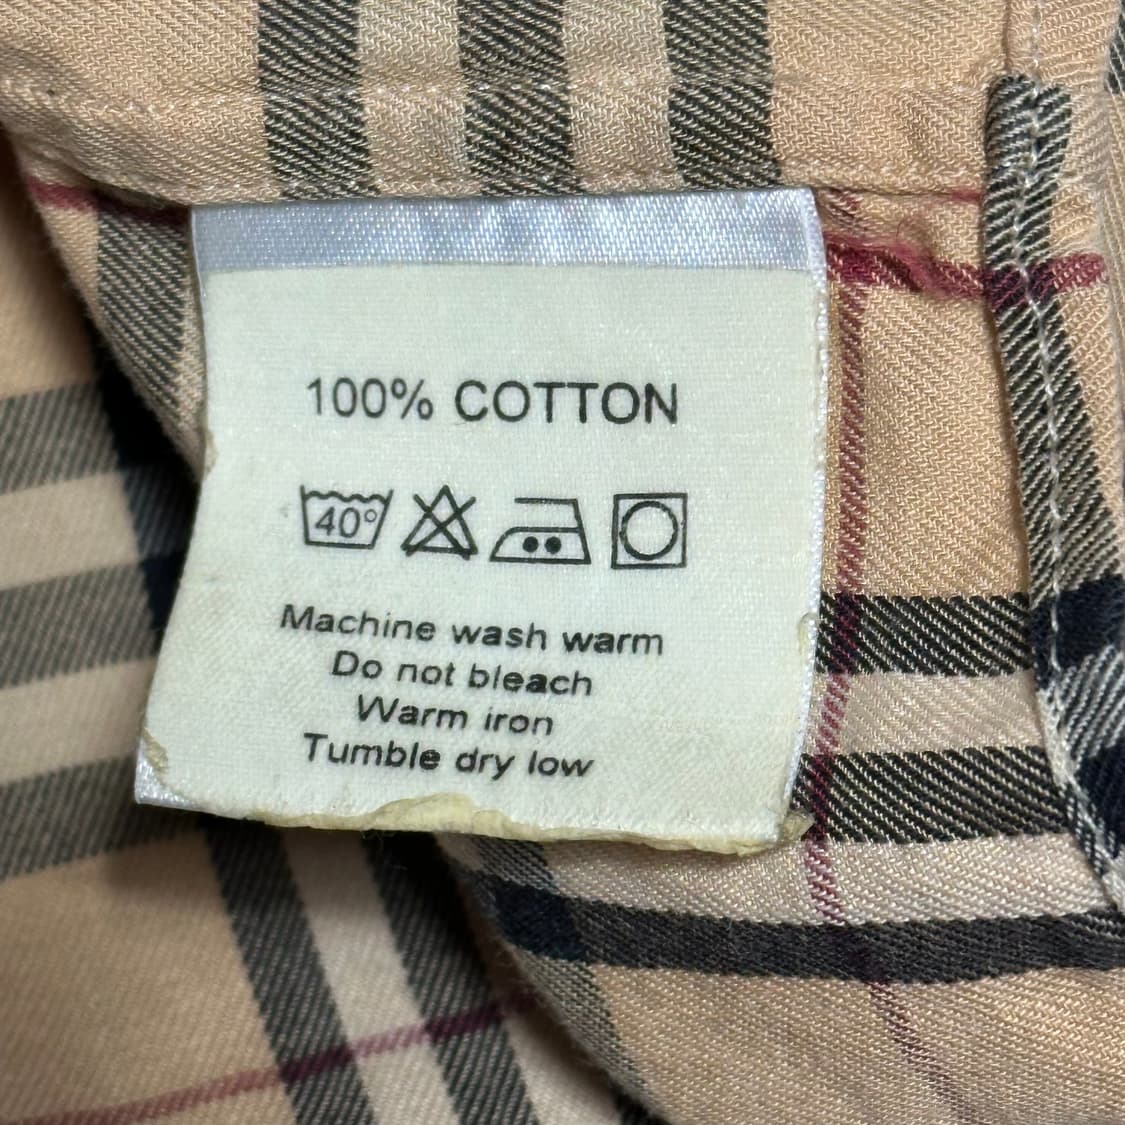 100% COTTON
40°
Machine wash warm
Do not bleach
Warm iron
Tumble dry low